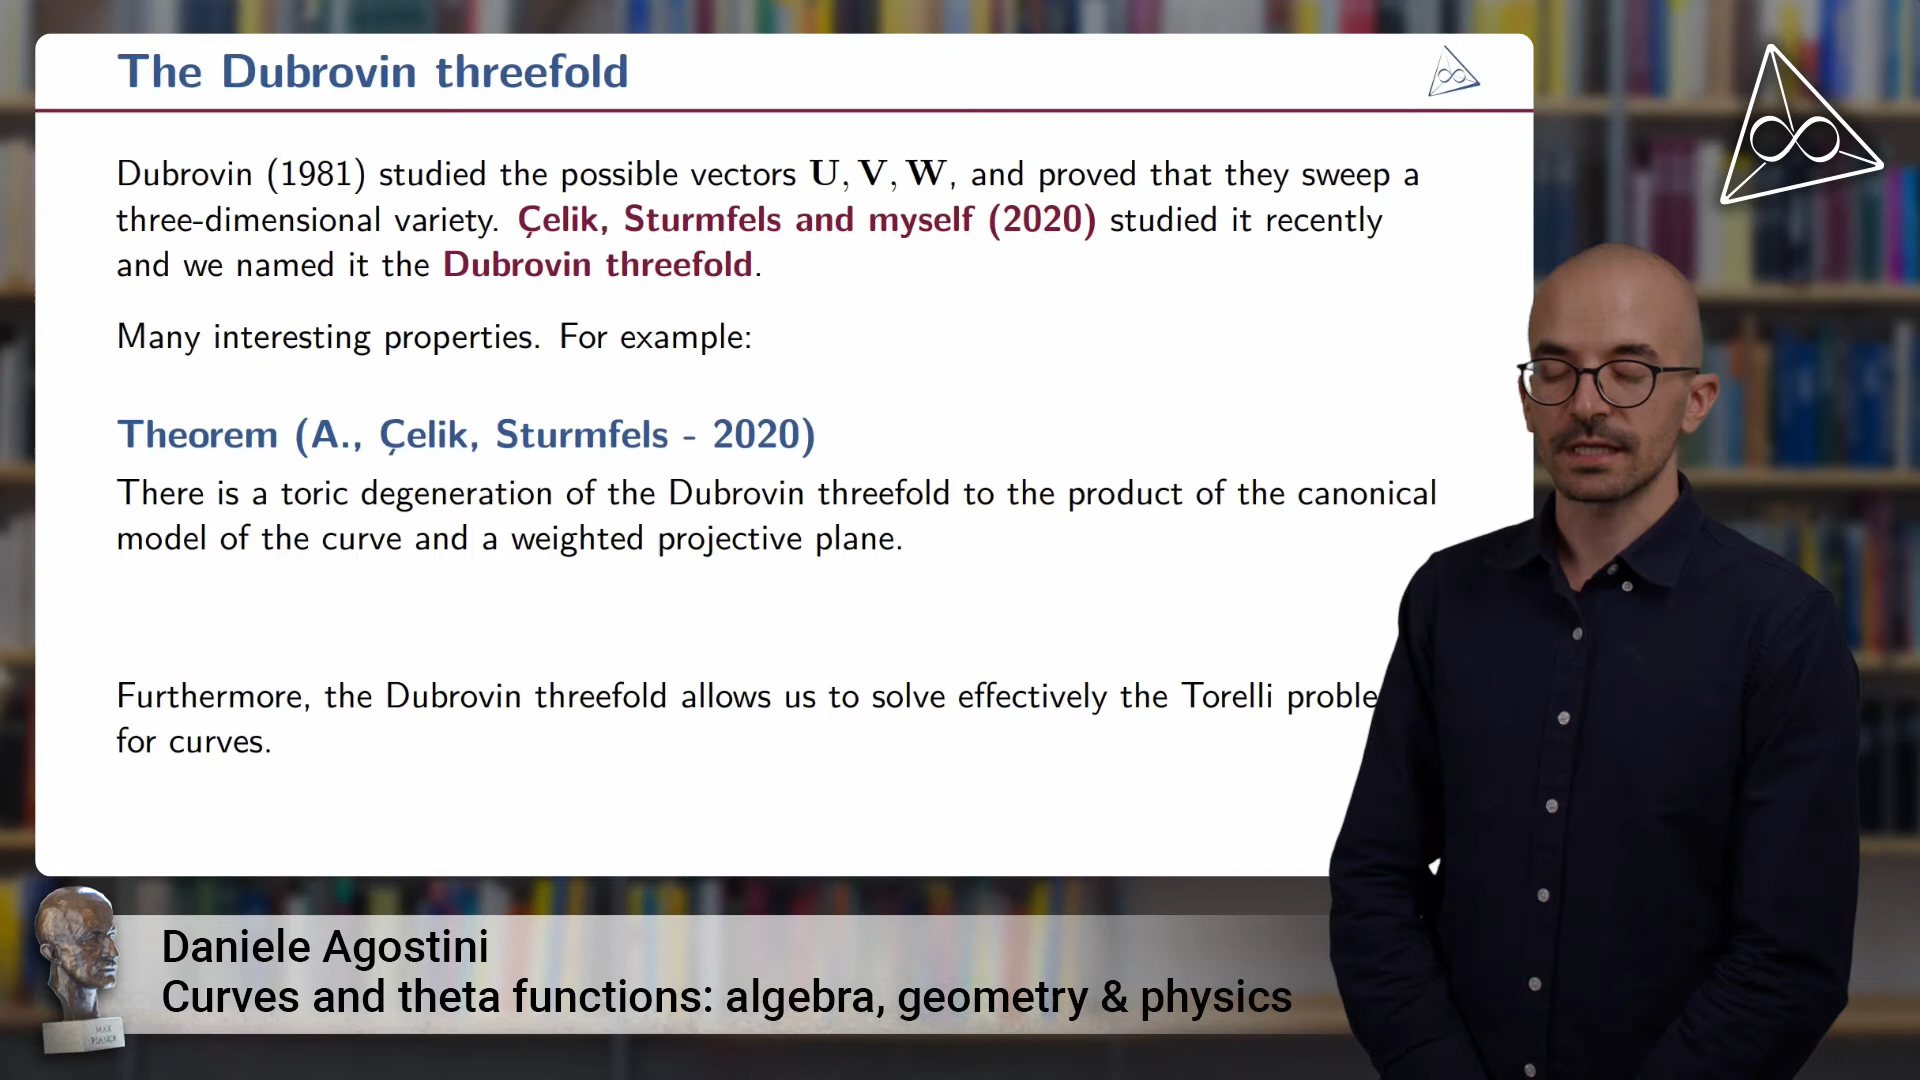 The Dubrovin threefold
Dubrovin (1981) studied the possible vectors U, V, W, and proved that they sweep a
three-dimensional variety. Çelik, Sturmfels and myself (2020) studied it recently
and we named it the Dubrovin threefold.
Many interesting properties. For example:
Theorem (A., Çelik, Sturmfels - 2020)
There is a toric degeneration of the Dubrovin threefold to the product of the canonical
model of the curve and a weighted projective plane.
Furthermore, the Dubrovin threefold allows us to solve effectively the Torelli proble
for curves.
Daniele Agostini
Curves and theta functions: algebra, geometry & physics
MAX
PLANCK